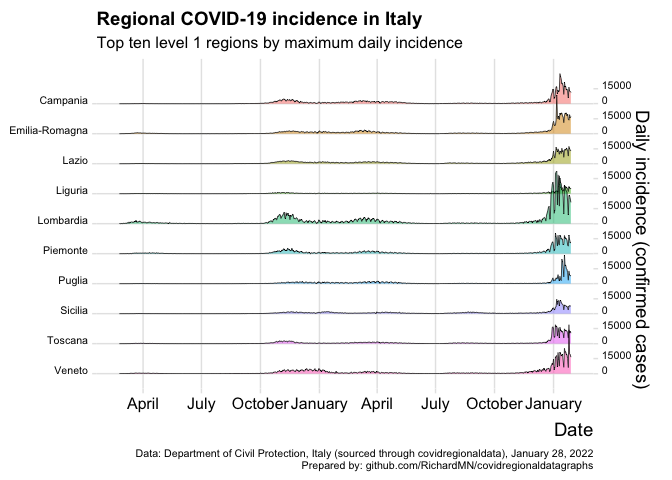 Regional COVID-19 incidence in Italy
Top ten level 1 regions by maximum daily incidence
Campania
15000
0
Emilia-Romagna
15000
0
Lazio
15000
0
Liguria
15000
0
Lombardia
15000
0
Piemonte
15000
0
Puglia
15000
0
Sicilia
15000
0
Toscana
15000
0
Veneto
15000
0
Daily incidence (confirmed cases)
April July October January April July October January
Date
Data: Department of Civil Protection, Italy (sourced through covidregionaldata), January 28, 2022
Prepared by: github.com/RichardMN/covidregionaldatagraphs